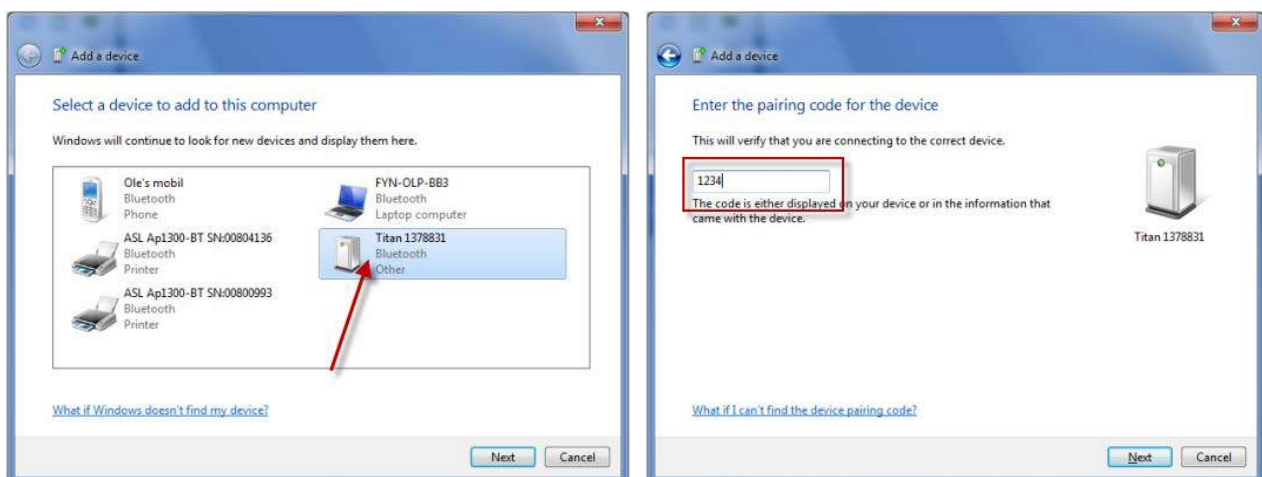 Add a device
Select a device to add to this computer
Windows will continue to look for new devices and display them here.
Ole's mobil
Bluetooth
Phone
FYN-OLP-BB3
Bluetooth
Laptop computer
ASL Ap1300-BT SN:00804136
Bluetooth
Printer
Titan 1378831
Bluetooth
Other
ASL Ap1300-BT SN:00800993
Bluetooth
Printer
What if Windows doesn't find my device?
Next
Cancel
Add a device
Enter the pairing code for the device
This will verify that you are connecting to the correct device.
1234
The code is either displayed on your device or in the information that
came with the device.
Titan 1378831
What if I can't find the device pairing code?
Next
Cancel